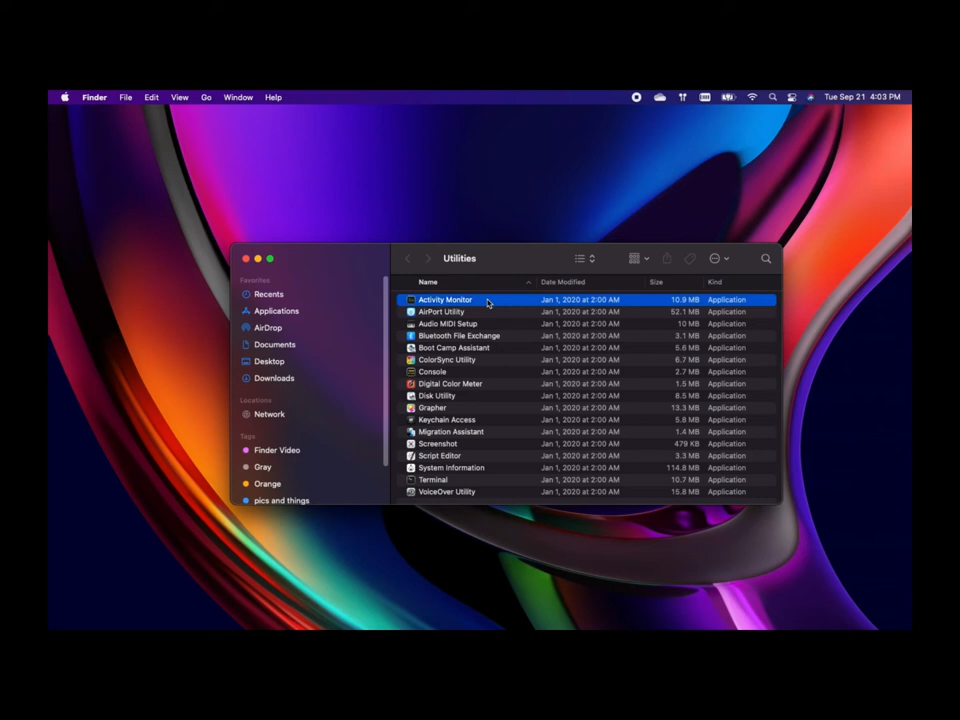 Finder File Edit View Go Window Help Tue Sep 21 4:03 PM
Utilities
Name Date Modified Size Kind
Favorites
Recents
Applications
AirDrop
Documents
Desktop
Downloads
Locations
Network
Tags
Finder Video
Gray
Orange
pics and things
Activity Monitor Jan 1, 2020 at 2:00 AM 10.9 MB Application
AirPort Utility Jan 1, 2020 at 2:00 AM 52.1 MB Application
Audio MIDI Setup Jan 1, 2020 at 2:00 AM 10 MB Application
Bluetooth File Exchange Jan 1, 2020 at 2:00 AM 3.1 MB Application
Boot Camp Assistant Jan 1, 2020 at 2:00 AM 5.6 MB Application
ColorSync Utility Jan 1, 2020 at 2:00 AM 6.7 MB Application
Console Jan 1, 2020 at 2:00 AM 2.7 MB Application
Digital Color Meter Jan 1, 2020 at 2:00 AM 1.5 MB Application
Disk Utility Jan 1, 2020 at 2:00 AM 8.5 MB Application
Grapher Jan 1, 2020 at 2:00 AM 13.3 MB Application
Keychain Access Jan 1, 2020 at 2:00 AM 5.8 MB Application
Migration Assistant Jan 1, 2020 at 2:00 AM 1.4 MB Application
Screenshot Jan 1, 2020 at 2:00 AM 479 KB Application
Script Editor Jan 1, 2020 at 2:00 AM 3.3 MB Application
System Information Jan 1, 2020 at 2:00 AM 114.8 MB Application
Terminal Jan 1, 2020 at 2:00 AM 10.7 MB Application
VoiceOver Utility Jan 1, 2020 at 2:00 AM 15.8 MB Application